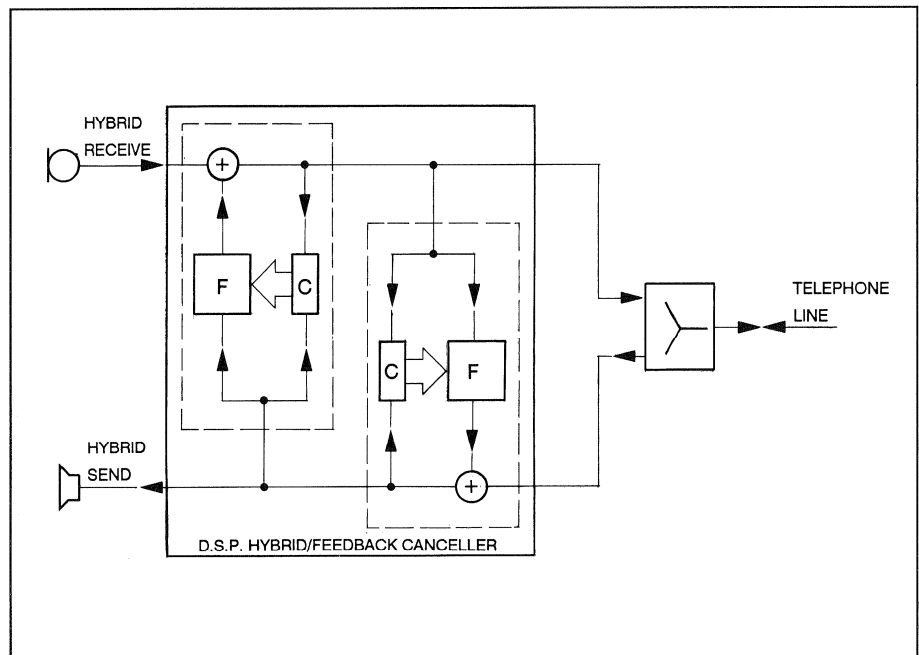 HYBRID
RECEIVE
+
F
C
C
F
+
HYBRID
SEND
TELEPHONE
LINE
D.S.P. HYBRID/FEEDBACK CANCELLER